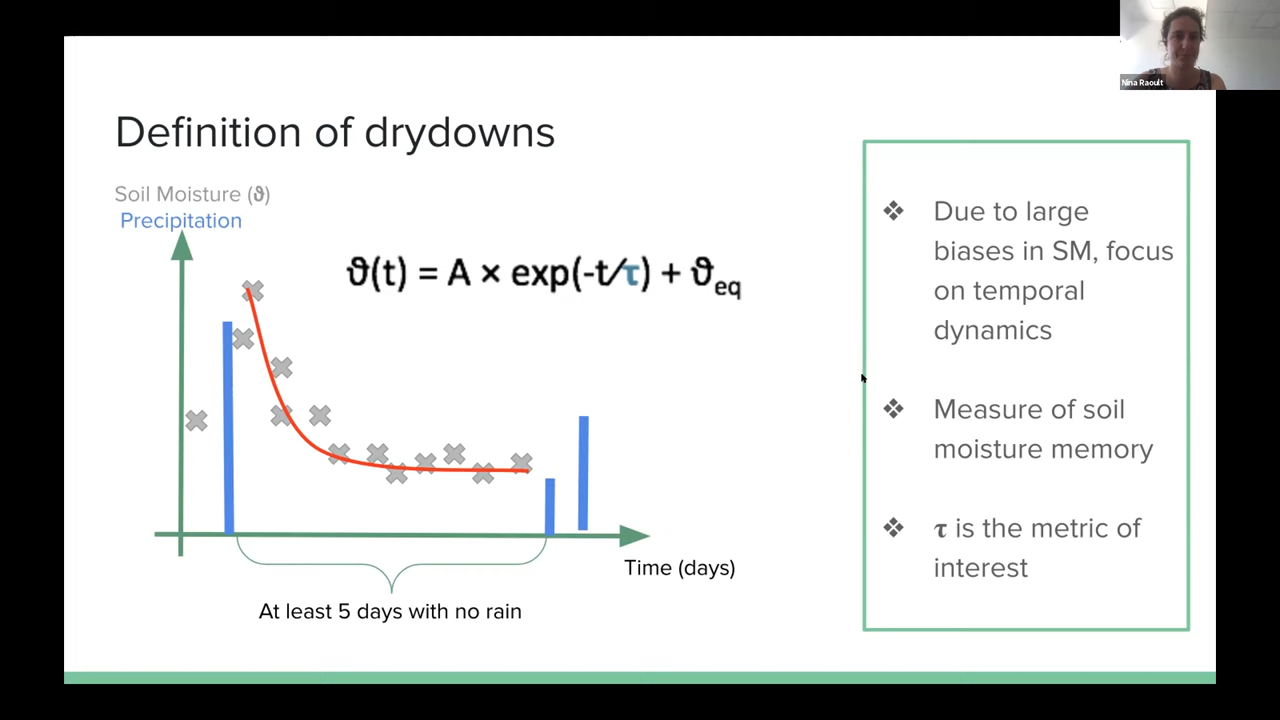 Nina Raoult
Definition of drydowns
Soil Moisture (ϑ)
Precipitation
ϑ(t) = A × exp(-t/τ) + ϑeq
Time (days)
At least 5 days with no rain
❖ Due to large
biases in SM, focus
on temporal
dynamics
❖ Measure of soil
moisture memory
❖ τ is the metric of
interest